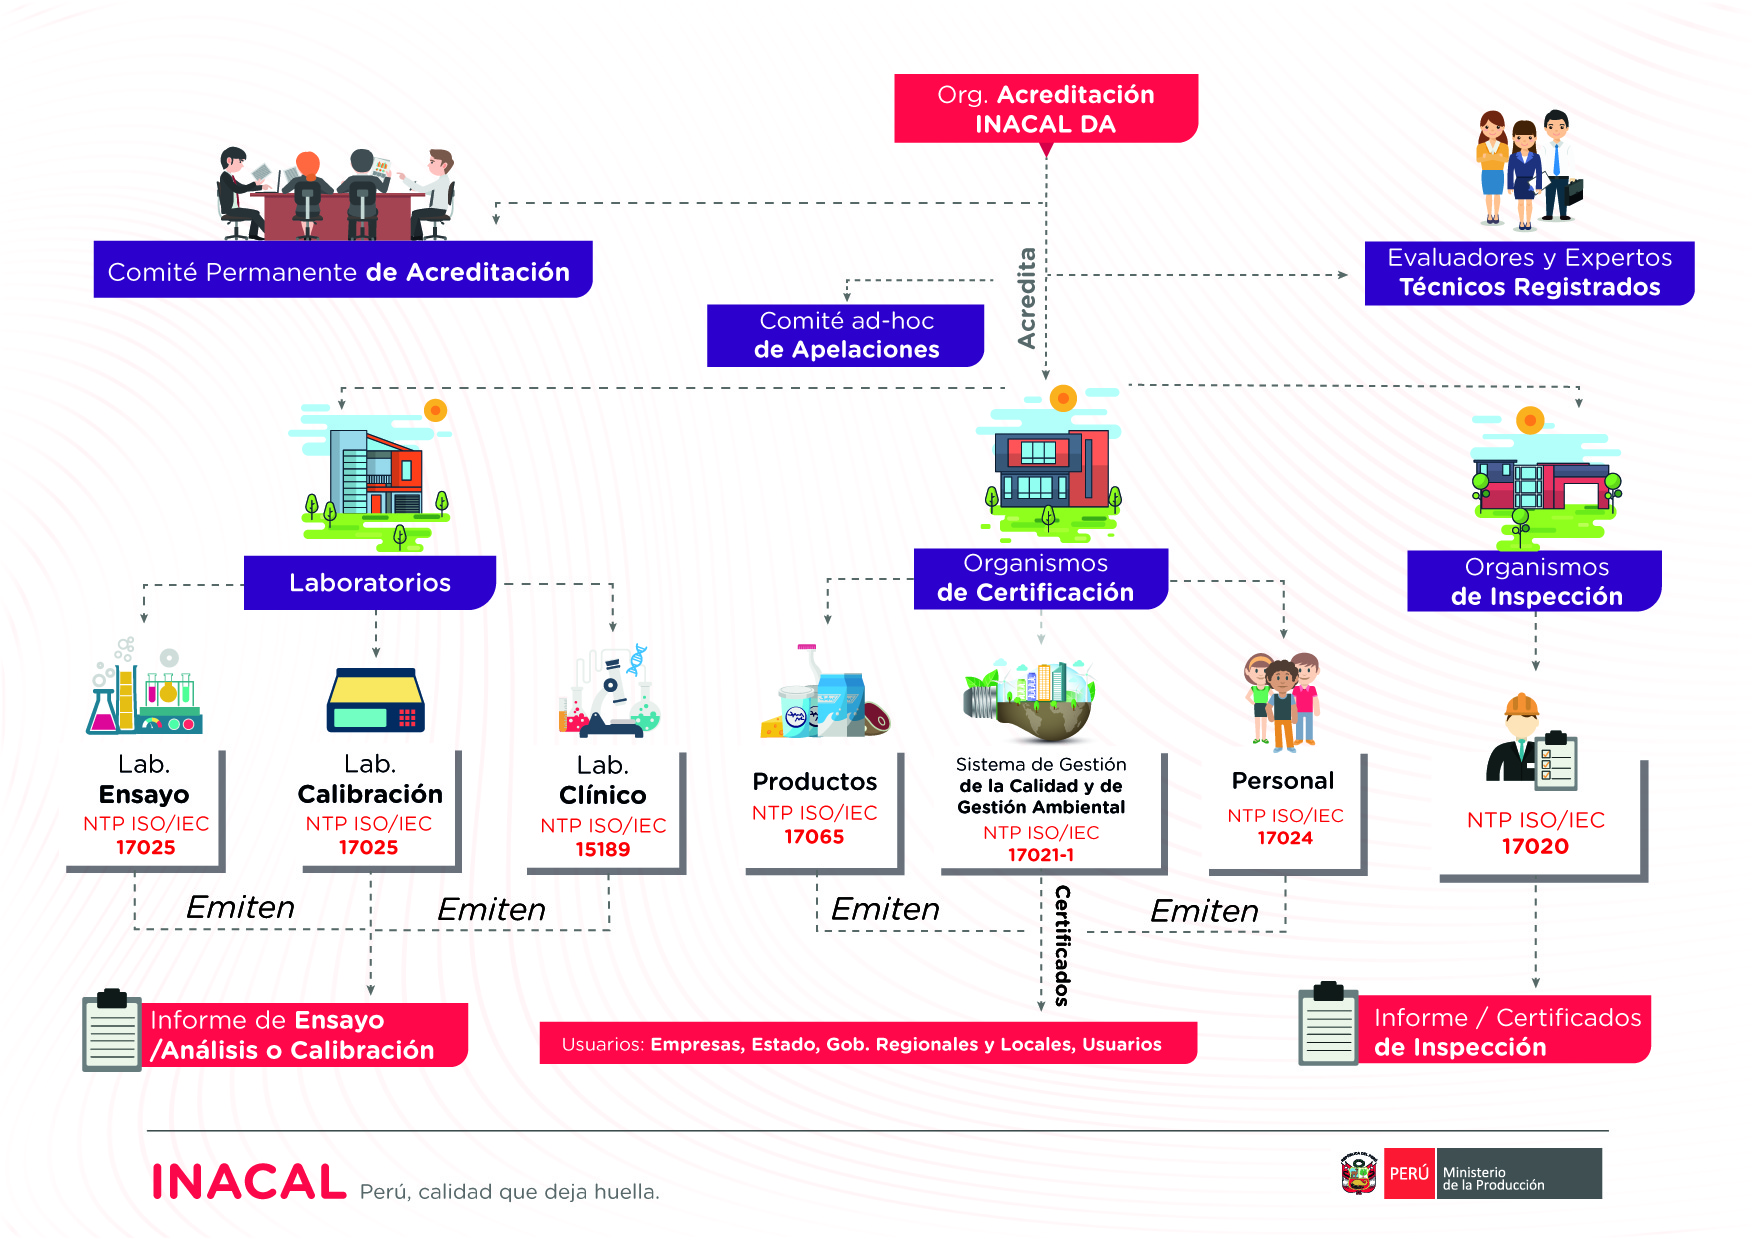 Org. Acreditación
INACAL DA
Comité Permanente de Acreditación
Evaluadores y Expertos
Técnicos Registrados
Comité ad-hoc
de Apelaciones
Acredita
Laboratorios
Organismos
de Certificación
Organismos
de Inspección
Lab.
Ensayo
NTP ISO/IEC
17025
Lab.
Calibración
NTP ISO/IEC
17025
Lab.
Clínico
NTP ISO/IEC
15189
Productos
NTP ISO/IEC
17065
Sistema de Gestión
de la Calidad y de
Gestión Ambiental
NTP ISO/IEC
17021-1
Personal
NTP ISO/IEC
17024
NTP ISO/IEC
17020
Emiten
Emiten
Emiten
Certificados
Emiten
Informe de Ensayo
/Análisis o Calibración
Usuarios: Empresas, Estado, Gob. Regionales y Locales, Usuarios
Informe / Certificados
de Inspección
INACAL Perú, calidad que deja huella.
PERÚ
Ministerio
de la Producción